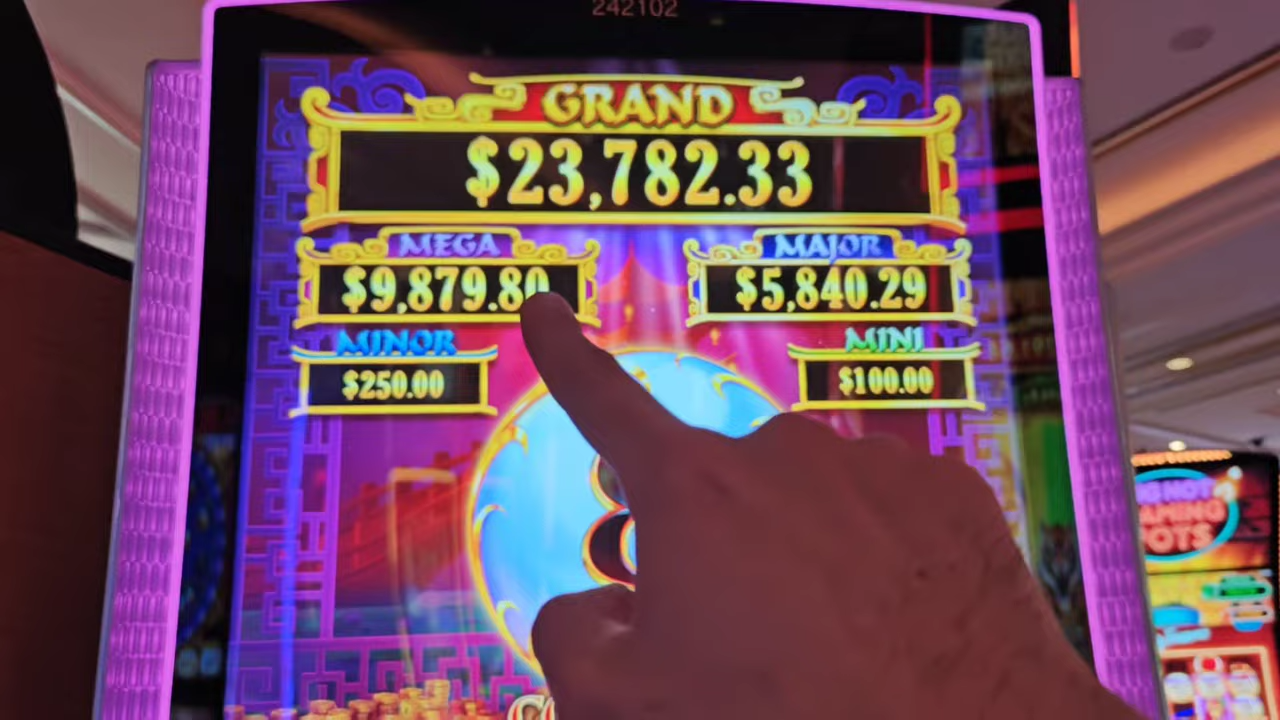 242102
GRAND
$23,782.33
MEGA
MAJOR
$9,879.80
$5,840.29
MINOR
MINI
$250.00
$100.00